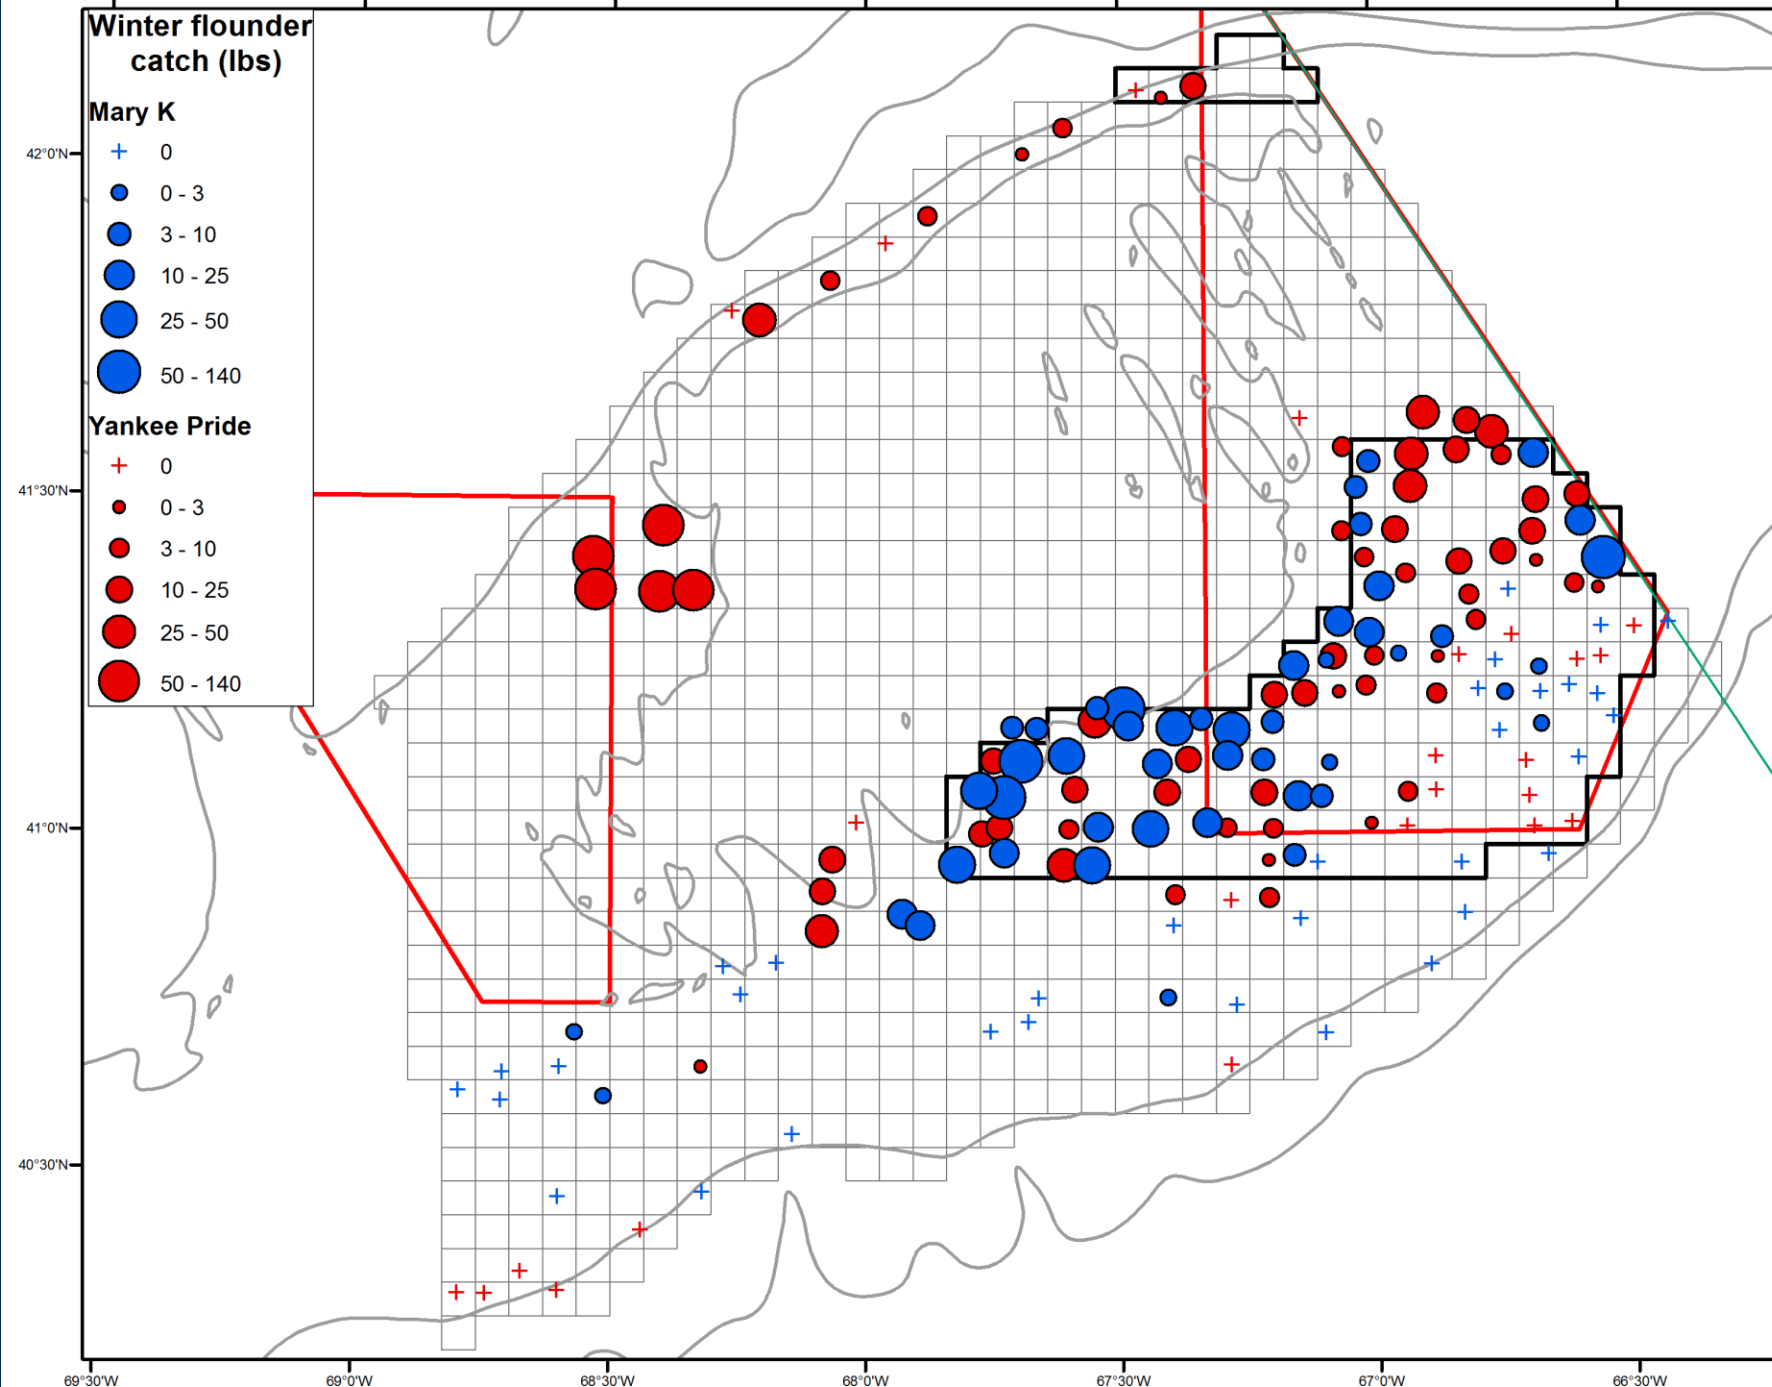 Winter flounder
catch (lbs)
Mary K
0
0 - 3
3 - 10
10 - 25
25 - 50
50 - 140
Yankee Pride
0
0 - 3
3 - 10
10 - 25
25 - 50
50 - 140
42°0'N
41°30'N
41°0'N
40°30'N
69°30'W
69°0'W
68°30'W
68°0'W
67°30'W
67°0'W
66°30'W